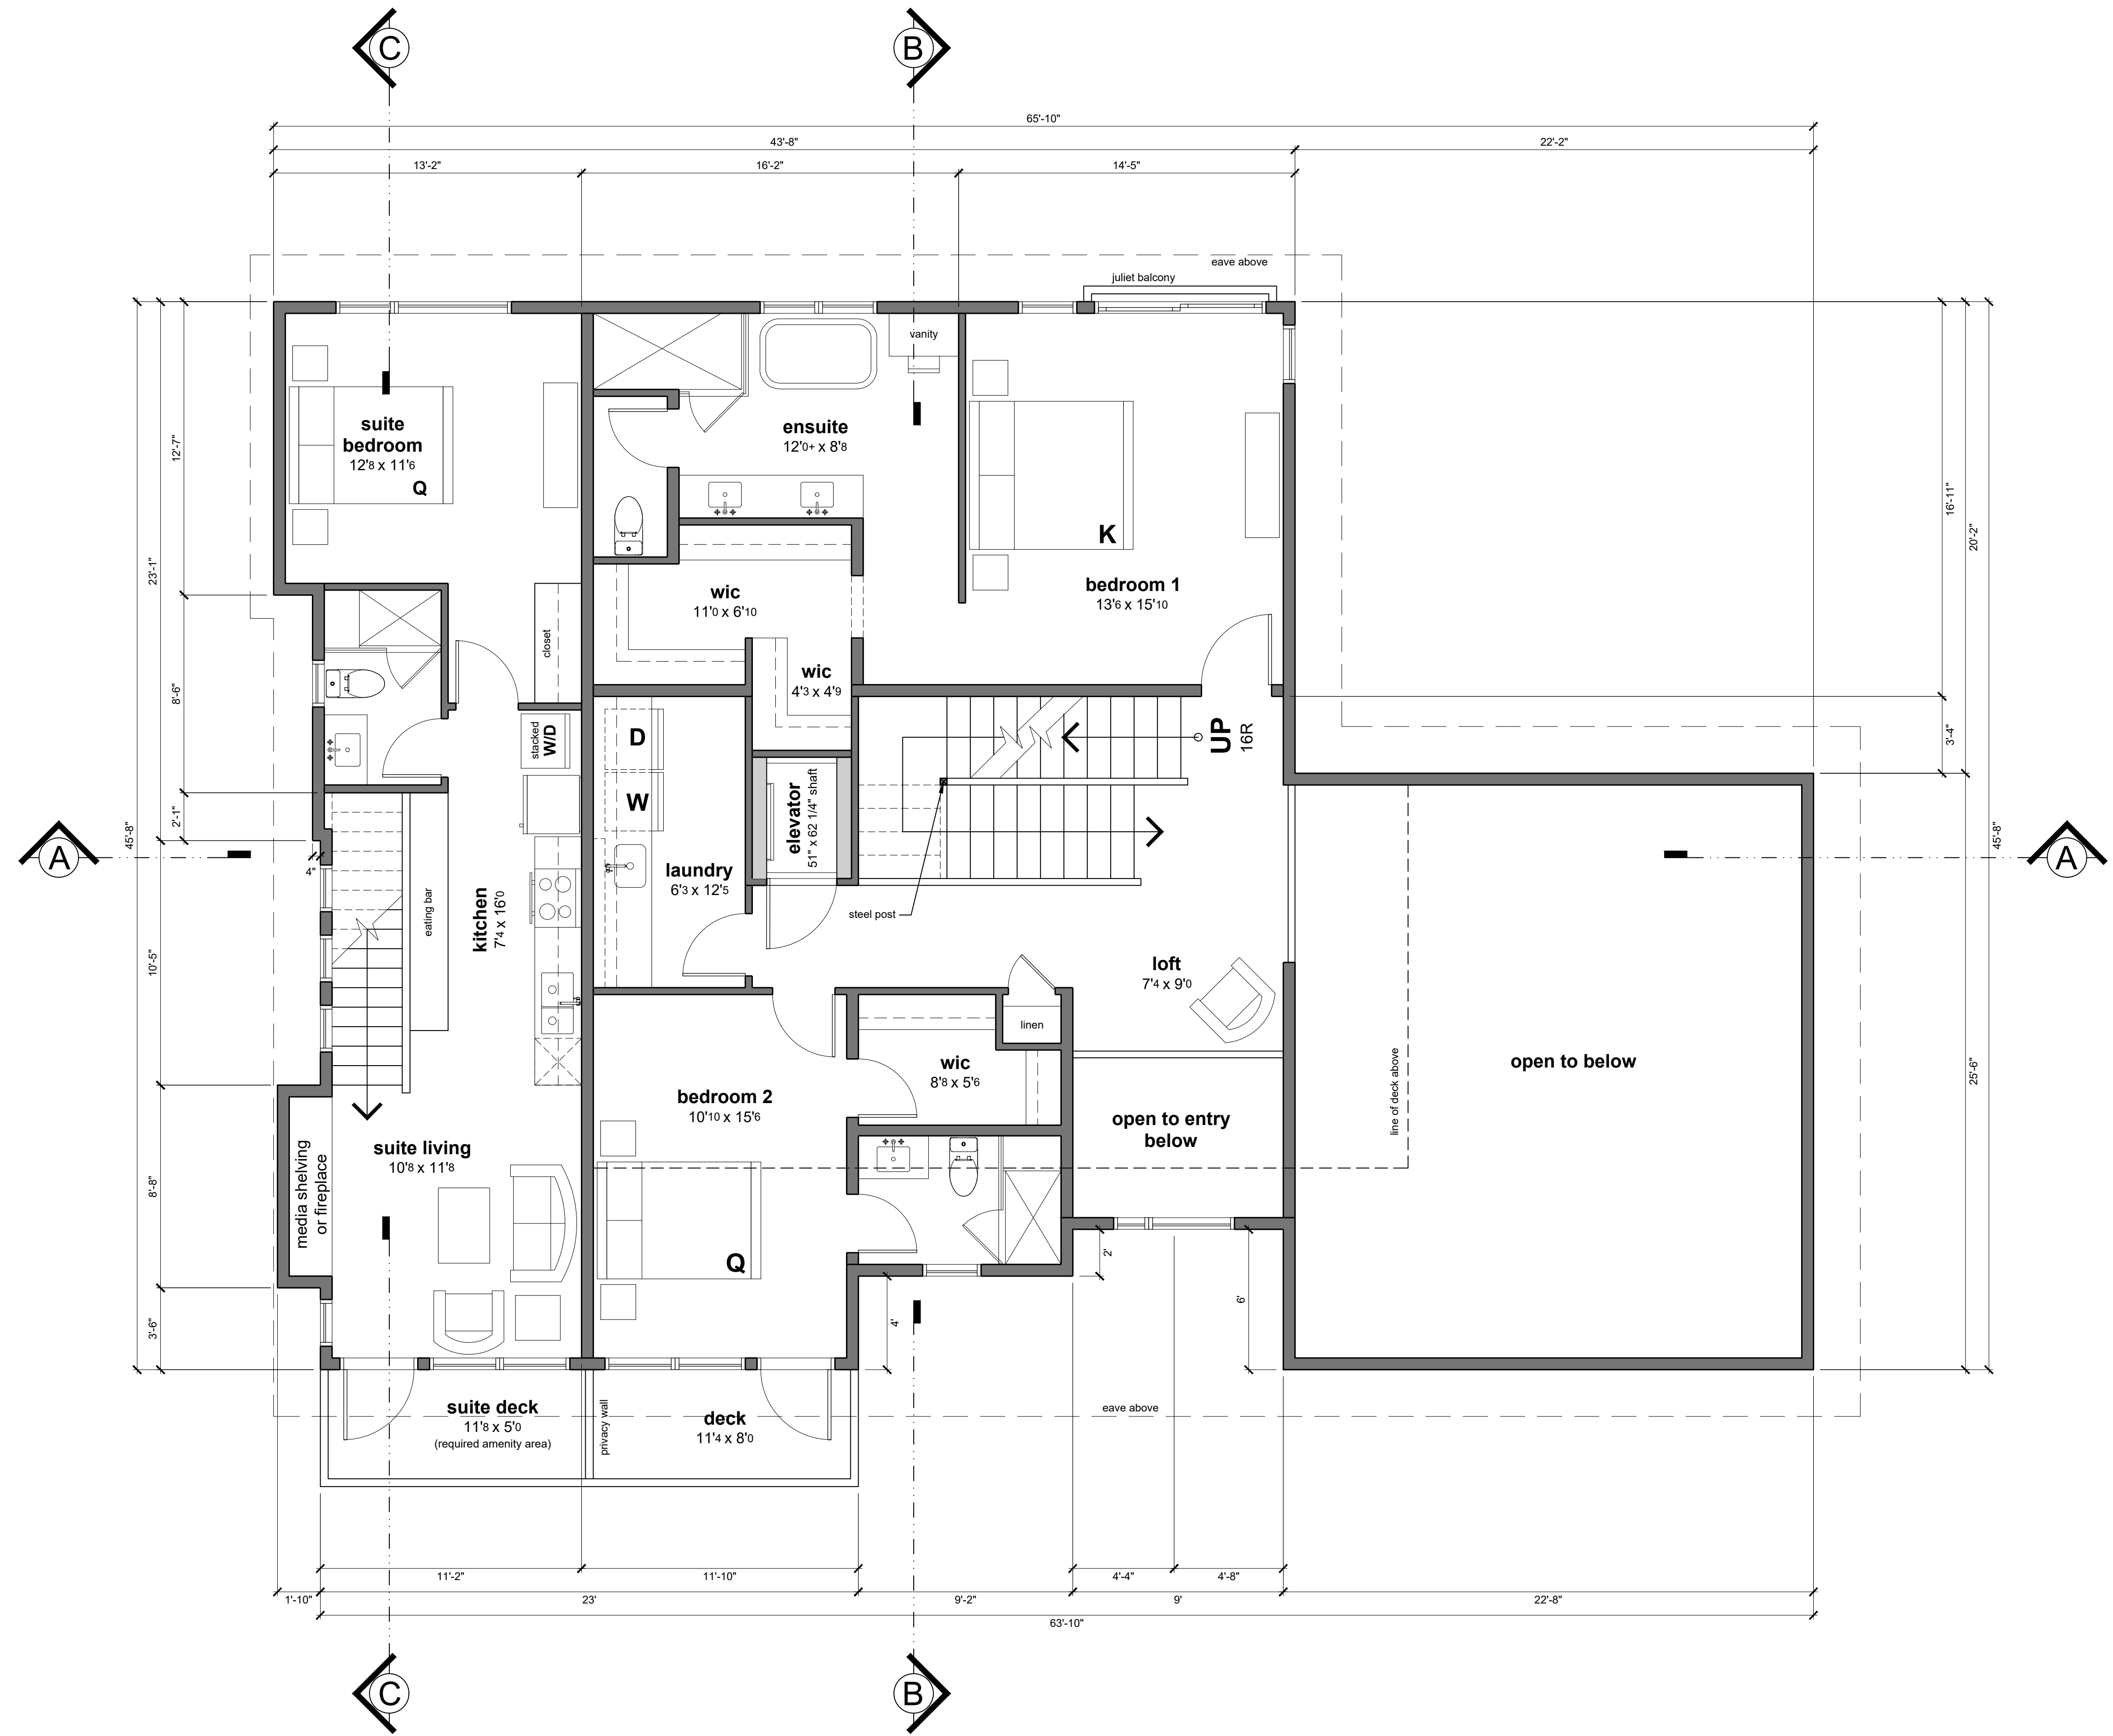 C
B
65'-10"
43'-8"
22'-2"
13'-2"
16'-2"
14'-5"
eave above
juliet balcony
vanity
suite
bedroom
12'8 x 11'6
Q
ensuite
12'0+ x 8'8
K
bedroom 1
13'6 x 15'10
12'-7"
23'-1"
8'-6"
2'-1"
45'-8"
4"
10'-5"
8'-8"
3'-6"
16'-11"
20'-2"
3'-4"
45'-8"
25'-6"
wic
11'0 x 6'10
closet
wic
4'3 x 4'9
stacked
W/D
D
W
UP
16R
elevator
51" x 62 1/4" shaft
A
A
laundry
6'3 x 12'5
eating bar
kitchen
7'4 x 16'0
steel post
loft
7'4 x 9'0
linen
wic
8'8 x 5'6
line of deck above
open to below
bedroom 2
10'10 x 15'6
open to entry
below
suite living
10'8 x 11'8
media shelving
or fireplace
Q
2'
6'
4'
suite deck
11'8 x 5'0
(required amenity area)
privacy wall
deck
11'4 x 8'0
eave above
11'-2"
11'-10"
4'-4"
4'-8"
1'-10"
23'
9'-2"
9'
22'-8"
63'-10"
C
B